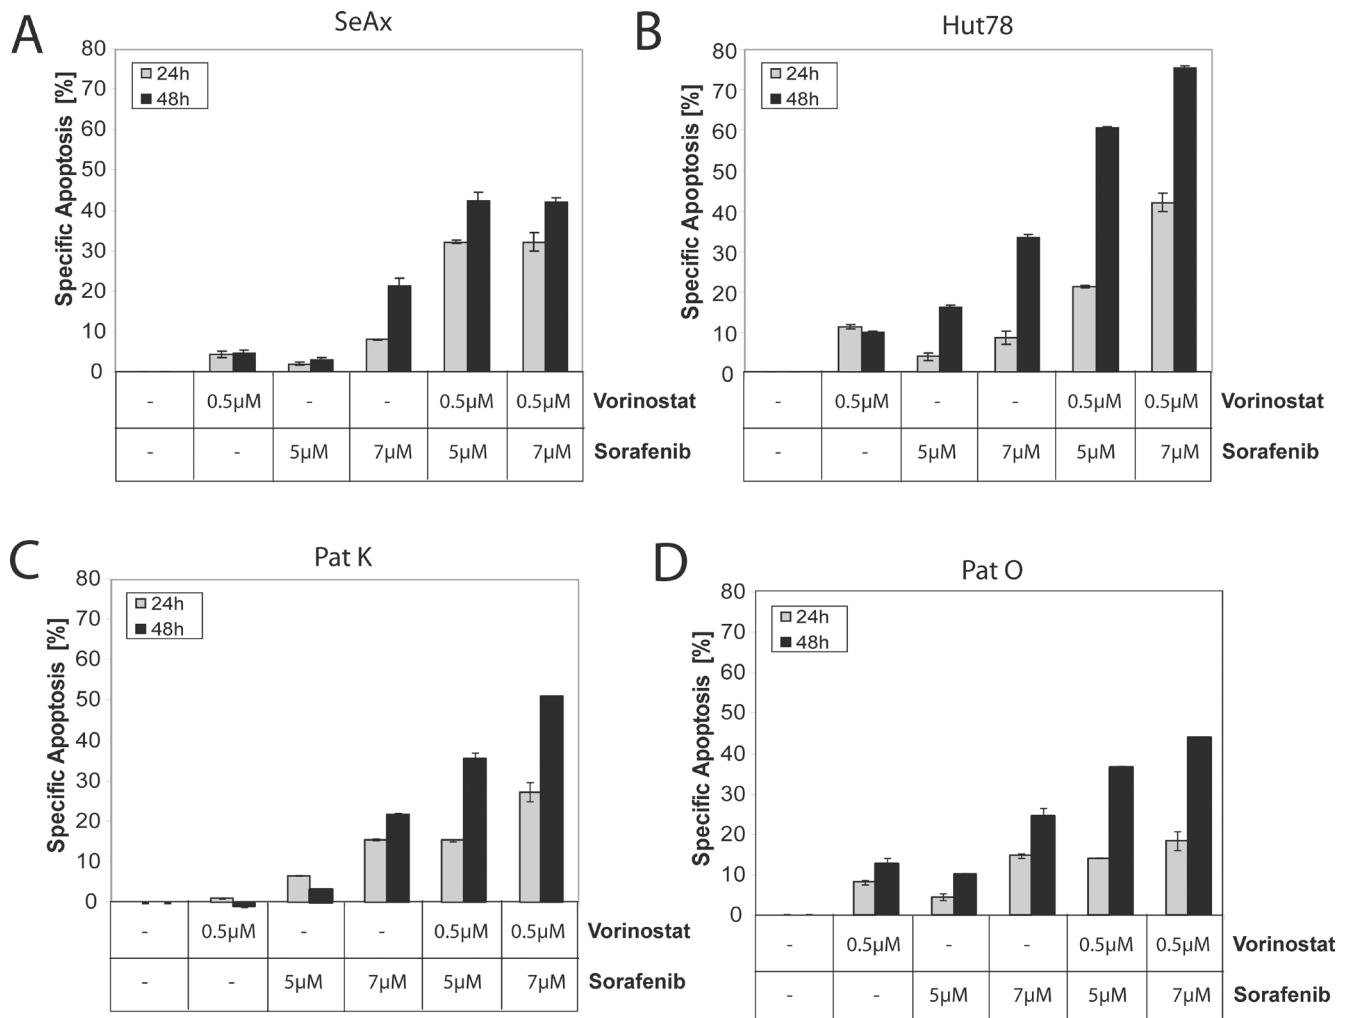 A
SeAx
80
70
60
50
40
30
20
10
0
Specific Apoptosis [%]
24h
48h
- 0.5µM - - 0.5µM 0.5µM Vorinostat
- - 5µM 7µM 5µM 7µM Sorafenib
B
Hut78
80
70
60
50
40
30
20
10
0
Specific Apoptosis [%]
24h
48h
- 0.5µM - - 0.5µM 0.5µM Vorinostat
- - 5µM 7µM 5µM 7µM Sorafenib
C
Pat K
80
70
60
50
40
30
20
10
0
Specific Apoptosis [%]
24h
48h
- 0.5µM - - 0.5µM 0.5µM Vorinostat
- - 5µM 7µM 5µM 7µM Sorafenib
D
Pat O
80
70
60
50
40
30
20
10
0
Specific Apoptosis [%]
24h
48h
- 0.5µM - - 0.5µM 0.5µM Vorinostat
- - 5µM 7µM 5µM 7µM Sorafenib